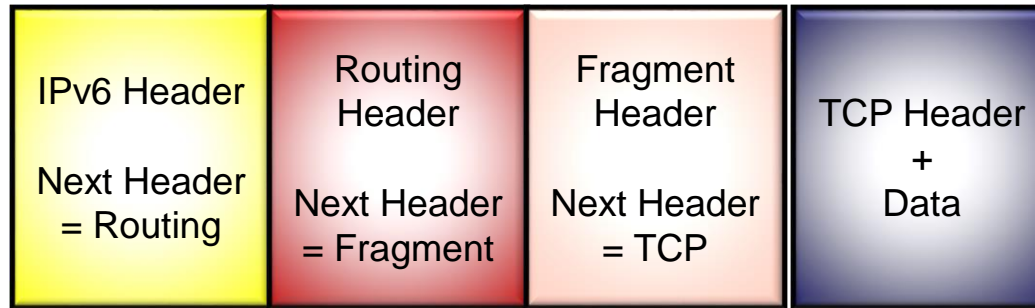 IPv6 Header
Next Header
= Routing
Routing
Header
Next Header
= Fragment
Fragment
Header
Next Header
= TCP
TCP Header
+
Data